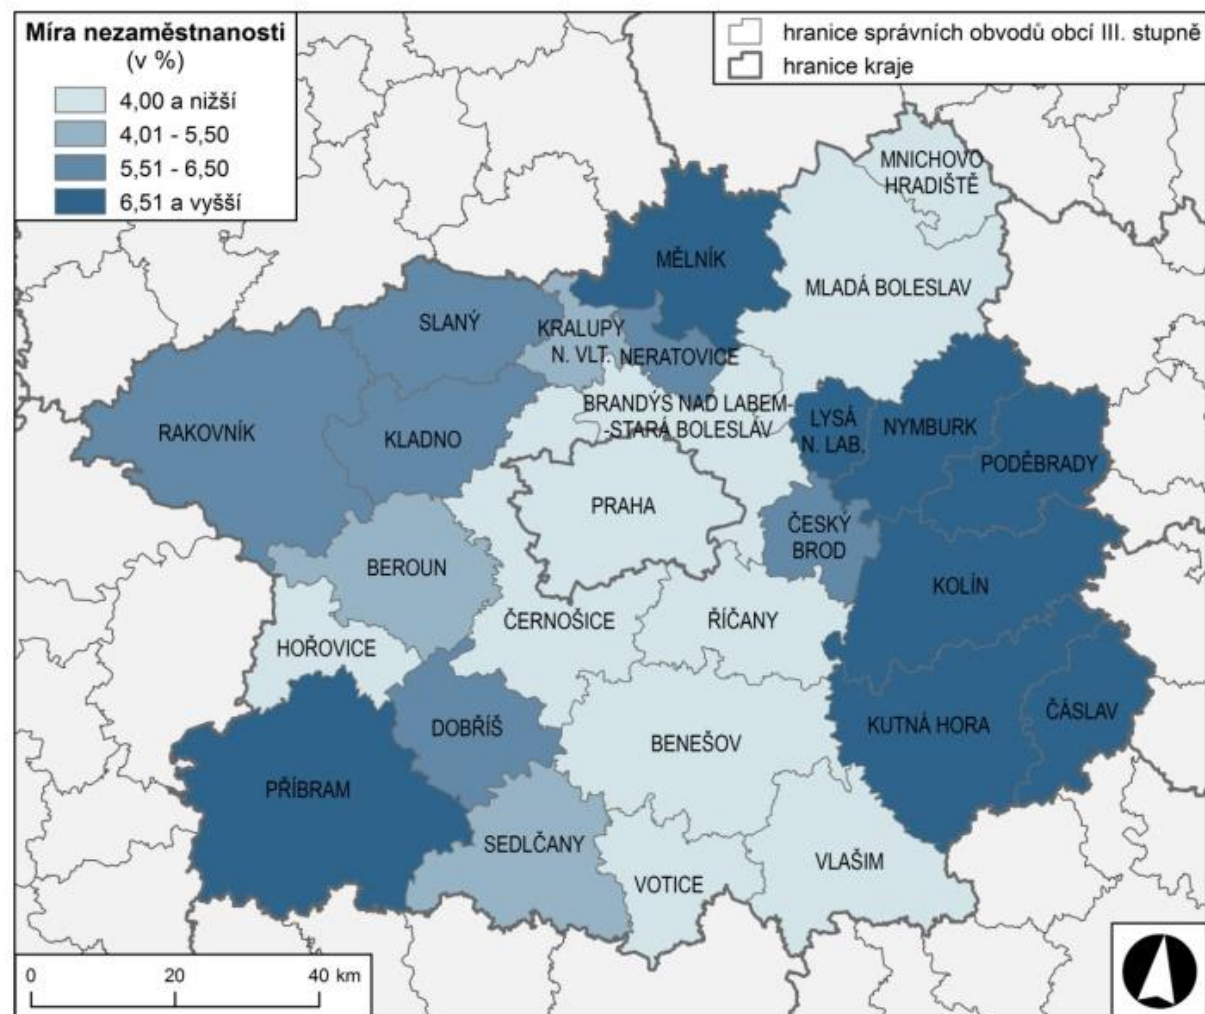 Míra nezaměstnanosti
(v %)
4,00 a nižší
4,01 - 5,50
5,51 - 6,50
6,51 a vyšší
hranice správních obvodů obcí III. stupně
hranice kraje
MNICHOVO
HRADIŠTĚ
MĚLNÍK
MLADÁ BOLESLAV
SLANÝ
KRALUPY
N. VLT.
NERATOVICE
BRANDÝS NAD LABEM-
-STARÁ BOLESLAV
LYSÁ
N. LAB.
NYMBURK
RAKOVNÍK
KLADNO
PODĚBRADY
PRAHA
ČESKÝ
BROD
BEROUN
KOLÍN
ČERNOŠICE
ŘÍČANY
HOŘOVICE
DOBŘÍŠ
BENEŠOV
KUTNÁ HORA
ČÁSLAV
PŘÍBRAM
SEDLČANY
VOTICE
VLAŠIM
0 20 40 km